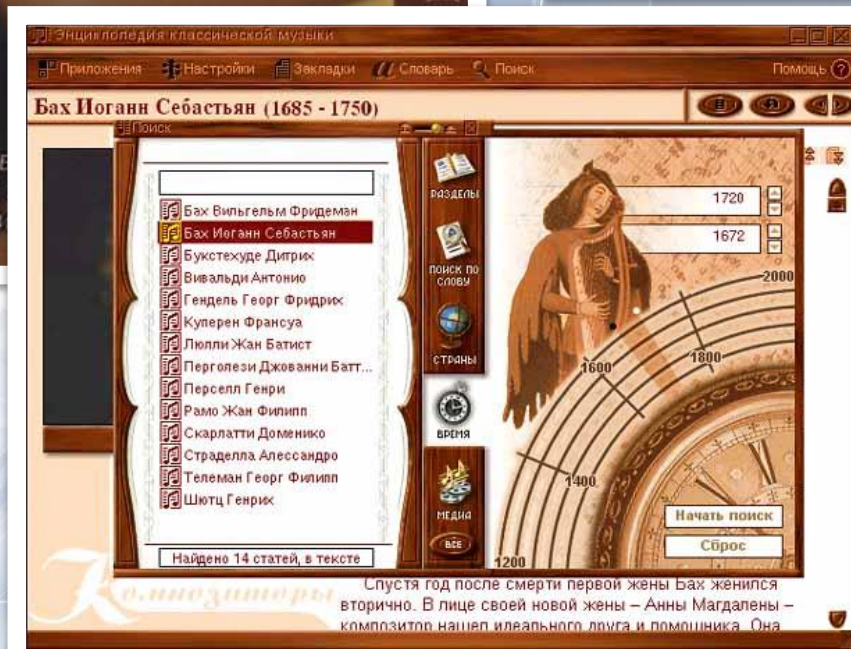 Энциклопедия классической музыки
Приложения Настройки Закладки Словарь Поиск Помощь
Бах Иоганн Себастьян (1685 - 1750)
Поиск
Бах Вильгельм Фридеман
Бах Иоганн Себастьян
Букстехуде Дитрих
Вивальди Антонио
Гендель Георг Фридрих
Куперен Франсуа
Люлли Жан Батист
Перголези Джованни Батт...
Перселл Генри
Рамо Жан Филипп
Скарлатти Доменико
Страделла Алессандро
Телеман Георг Филипп
Шютц Генрих
Найдено 14 статей, в тексте
РАЗДЕЛЫ
ПОИСК ПО
СЛОВУ
СТРАНЫ
ВРЕМЯ
МЕДИА
ВСЕ
1720
1672
2000
1800
1600
1400
1200
Начать поиск
Сброс
Композиторы
Спустя год после смерти первой жены Бах женился
вторично. В лице своей новой жены – Анны Магдалены –
композитор нашел идеального друга и помощника. Она